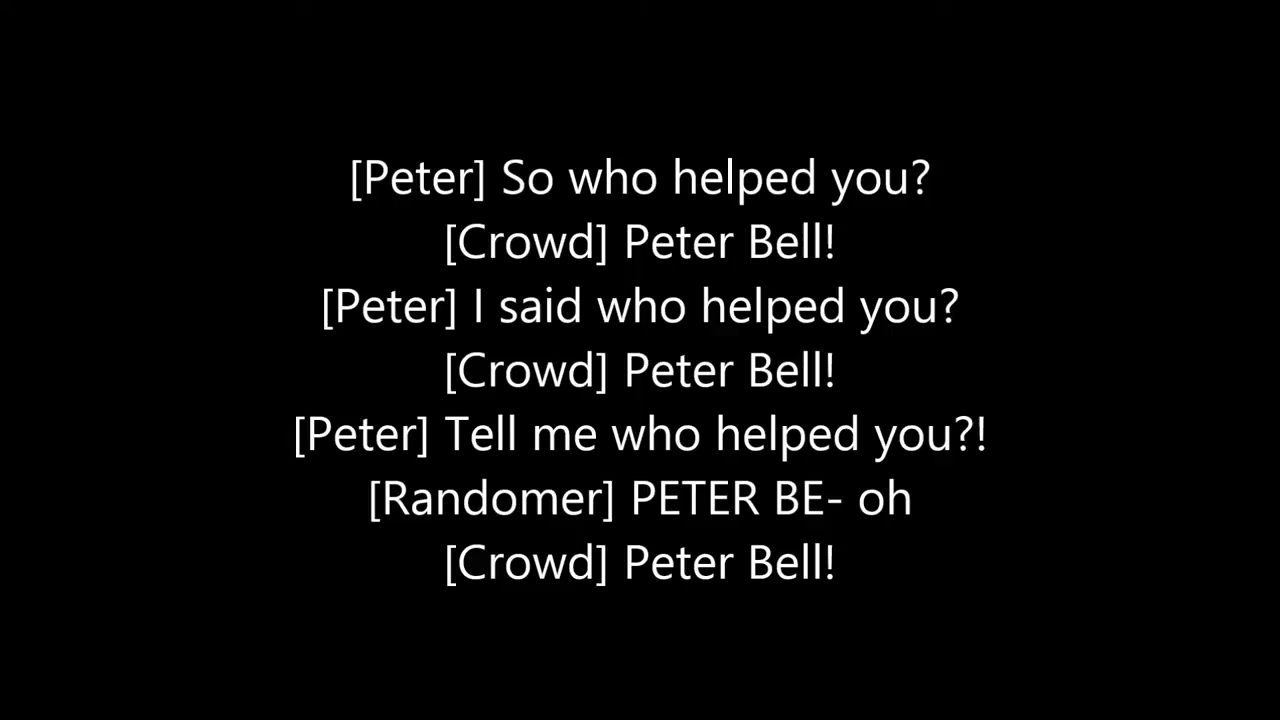 [Peter] So who helped you?
[Crowd] Peter Bell!
[Peter] I said who helped you?
[Crowd] Peter Bell!
[Peter] Tell me who helped you?!
[Randomer] PETER BE- oh
[Crowd] Peter Bell!